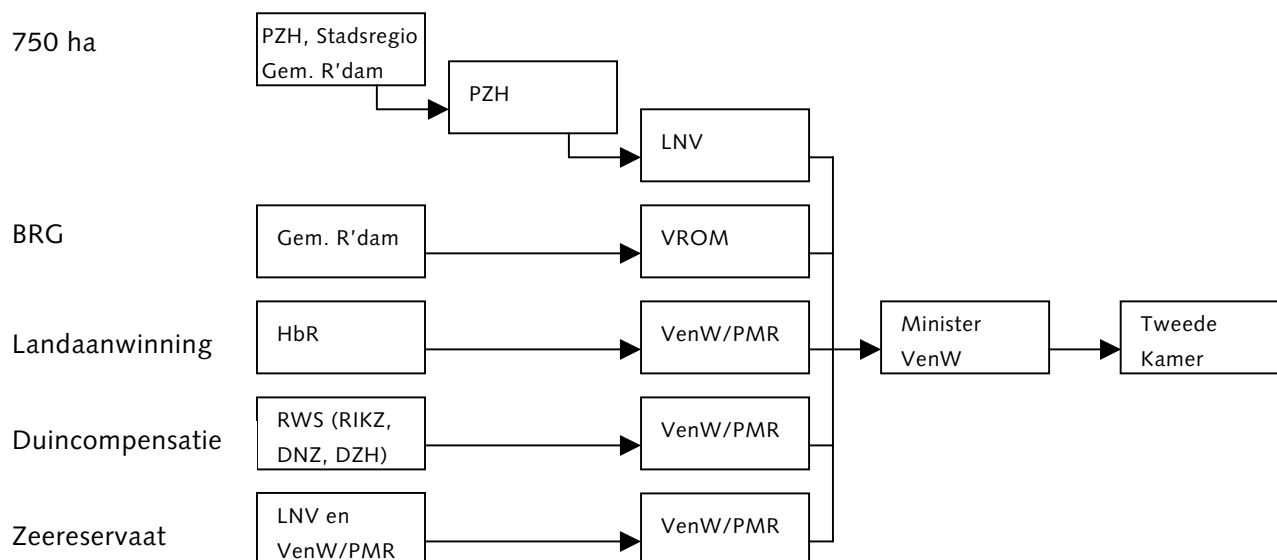 750 ha
PZH, Stadsregio
Gem. R'dam
PZH
LNV
BRG
Gem. R'dam
VROM
Landaanwinning
HbR
VenW/PMR
Minister
VenW
Tweede
Kamer
Duincompensatie
RWS (RIKZ,
DNZ, DZH)
VenW/PMR
Zeereservaat
LNV en
VenW/PMR
VenW/PMR